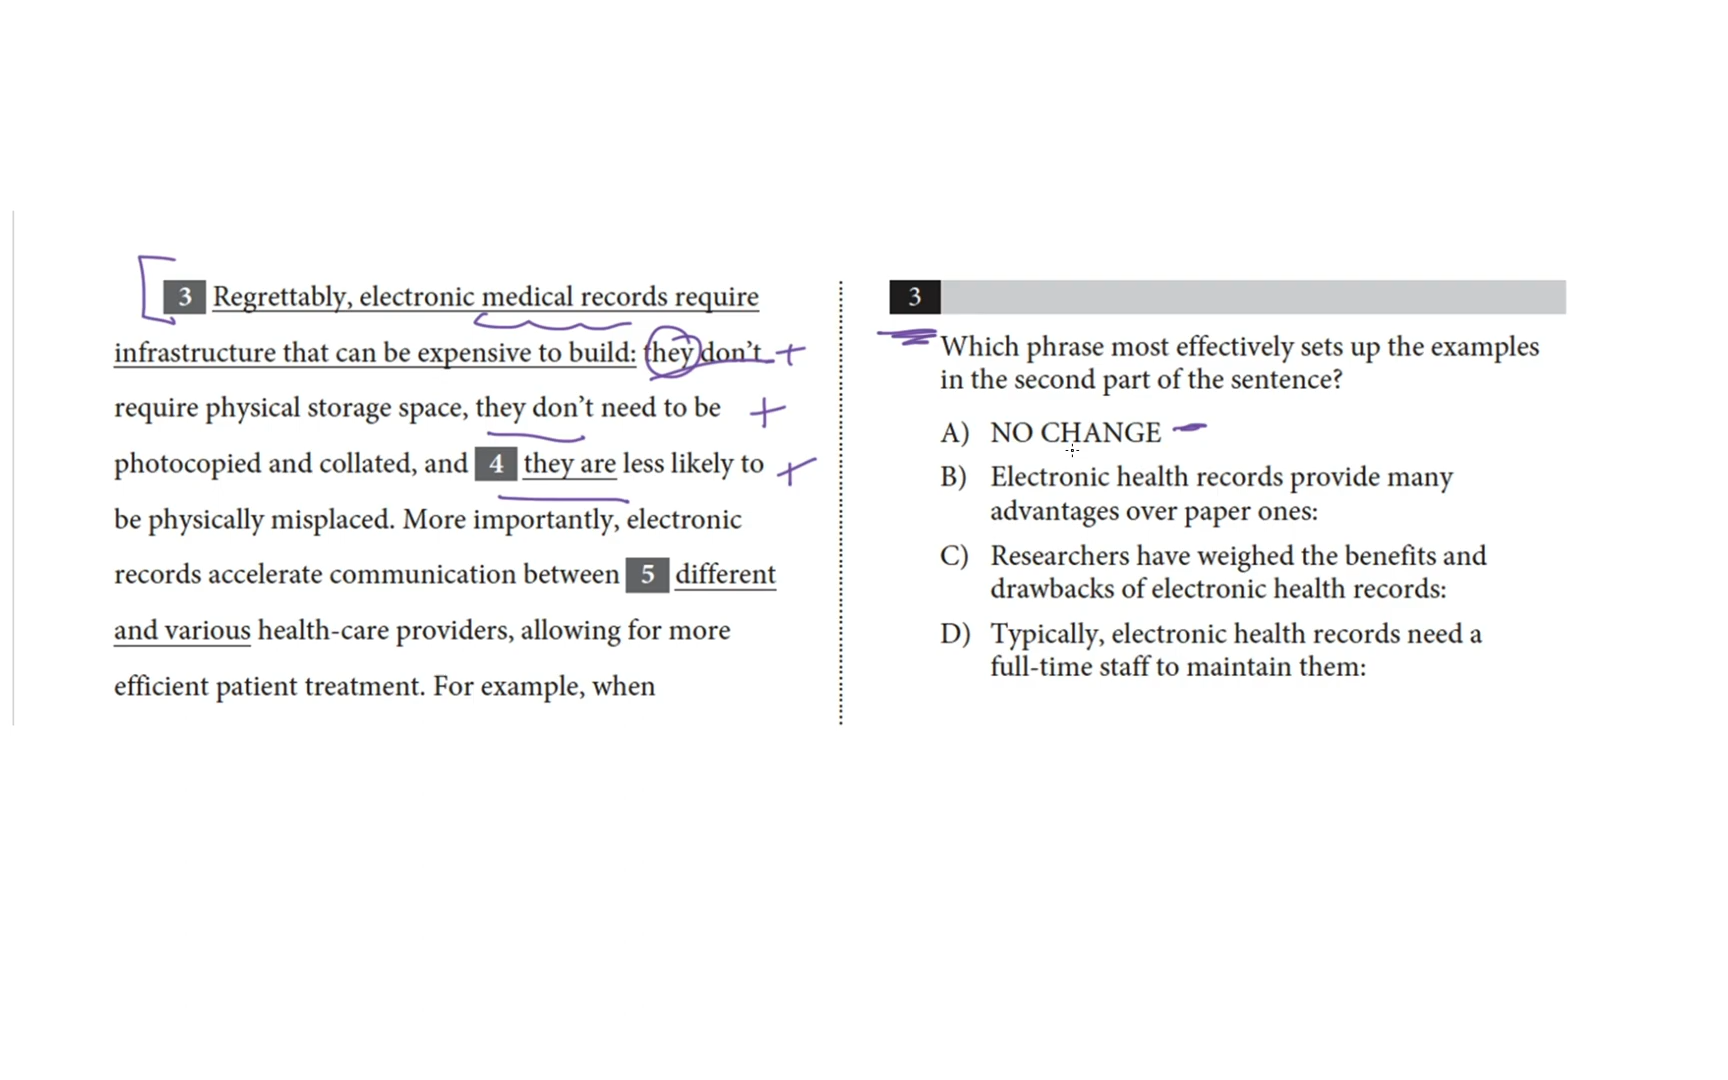 3 Regrettably, electronic medical records require
infrastructure that can be expensive to build: they don't +
require physical storage space, they don't need to be +
photocopied and collated, and 4 they are less likely to +
be physically misplaced. More importantly, electronic
records accelerate communication between 5 different
and various health-care providers, allowing for more
efficient patient treatment. For example, when
3
Which phrase most effectively sets up the examples
in the second part of the sentence?
A) NO CHANGE -
B) Electronic health records provide many
advantages over paper ones:
C) Researchers have weighed the benefits and
drawbacks of electronic health records:
D) Typically, electronic health records need a
full-time staff to maintain them: